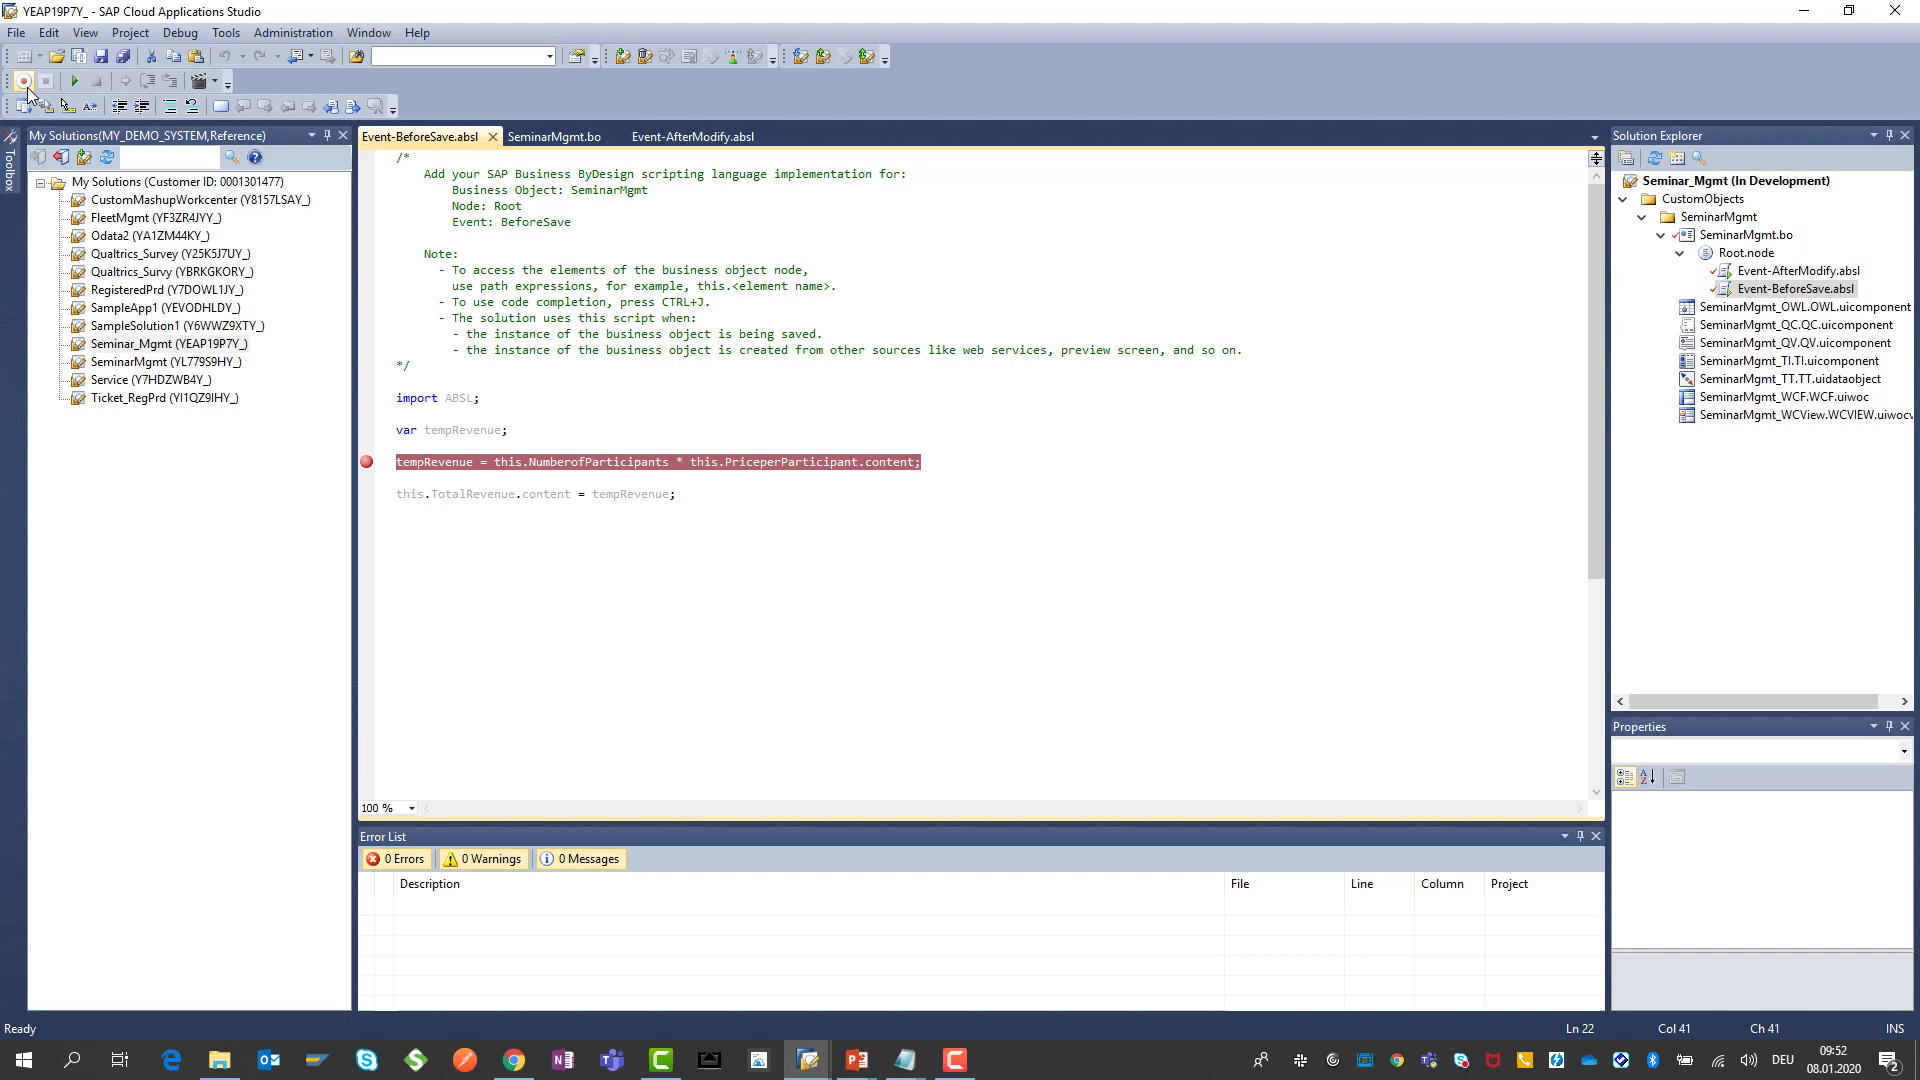 YEAP19P7Y_ - SAP Cloud Applications Studio
File Edit View Project Debug Tools Administration Window Help
Toolbox
My Solutions(MY_DEMO_SYSTEM,Reference)
My Solutions (Customer ID: 0001301477)
CustomMashupWorkcenter (Y8157LSAY_)
FleetMgmt (YF3ZR4JYY_)
Odata2 (YA1ZM44KY_)
Qualtrics_Survey (Y25K5J7UY_)
Qualtrics_Survy (YBRKGKORY_)
RegisteredPrd (Y7DOWL1JY_)
SampleApp1 (YEVODHLDY_)
SampleSolution1 (Y6WWZ9XTY_)
Seminar_Mgmt (YEAP19P7Y_)
SeminarMgmt (YL779S9HY_)
Service (Y7HDZWB4Y_)
Ticket_RegPrd (YI1QZ9IHY_)
Event-BeforeSave.absl SeminarMgmt.bo Event-AfterModify.absl
/*
Add your SAP Business ByDesign scripting language implementation for:
Business Object: SeminarMgmt
Node: Root
Event: BeforeSave
Note:
- To access the elements of the business object node,
use path expressions, for example, this.<element name>.
- To use code completion, press CTRL+J.
- The solution uses this script when:
- the instance of the business object is being saved.
- the instance of the business object is created from other sources like web services, preview screen, and so on.
*/
import ABSL;
var tempRevenue;
tempRevenue = this.NumberofParticipants * this.PriceperParticipant.content;
this.TotalRevenue.content = tempRevenue;
100 %
Error List
0 Errors 0 Warnings 0 Messages
Description File Line Column Project
Solution Explorer
Seminar_Mgmt (In Development)
CustomObjects
SeminarMgmt
SeminarMgmt.bo
Root.node
Event-AfterModify.absl
Event-BeforeSave.absl
SeminarMgmt_OWL.OWL.uicomponent
SeminarMgmt_QC.QC.uicomponent
SeminarMgmt_QV.QV.uicomponent
SeminarMgmt_TI.TI.uicomponent
SeminarMgmt_TT.TT.uidataobject
SeminarMgmt_WCF.WCF.uiwoc
SeminarMgmt_WCView.WCVIEW.uiwocv
Properties
Ready Ln 22 Col 41 Ch 41 INS
DEU 09:52
08.01.2020
2